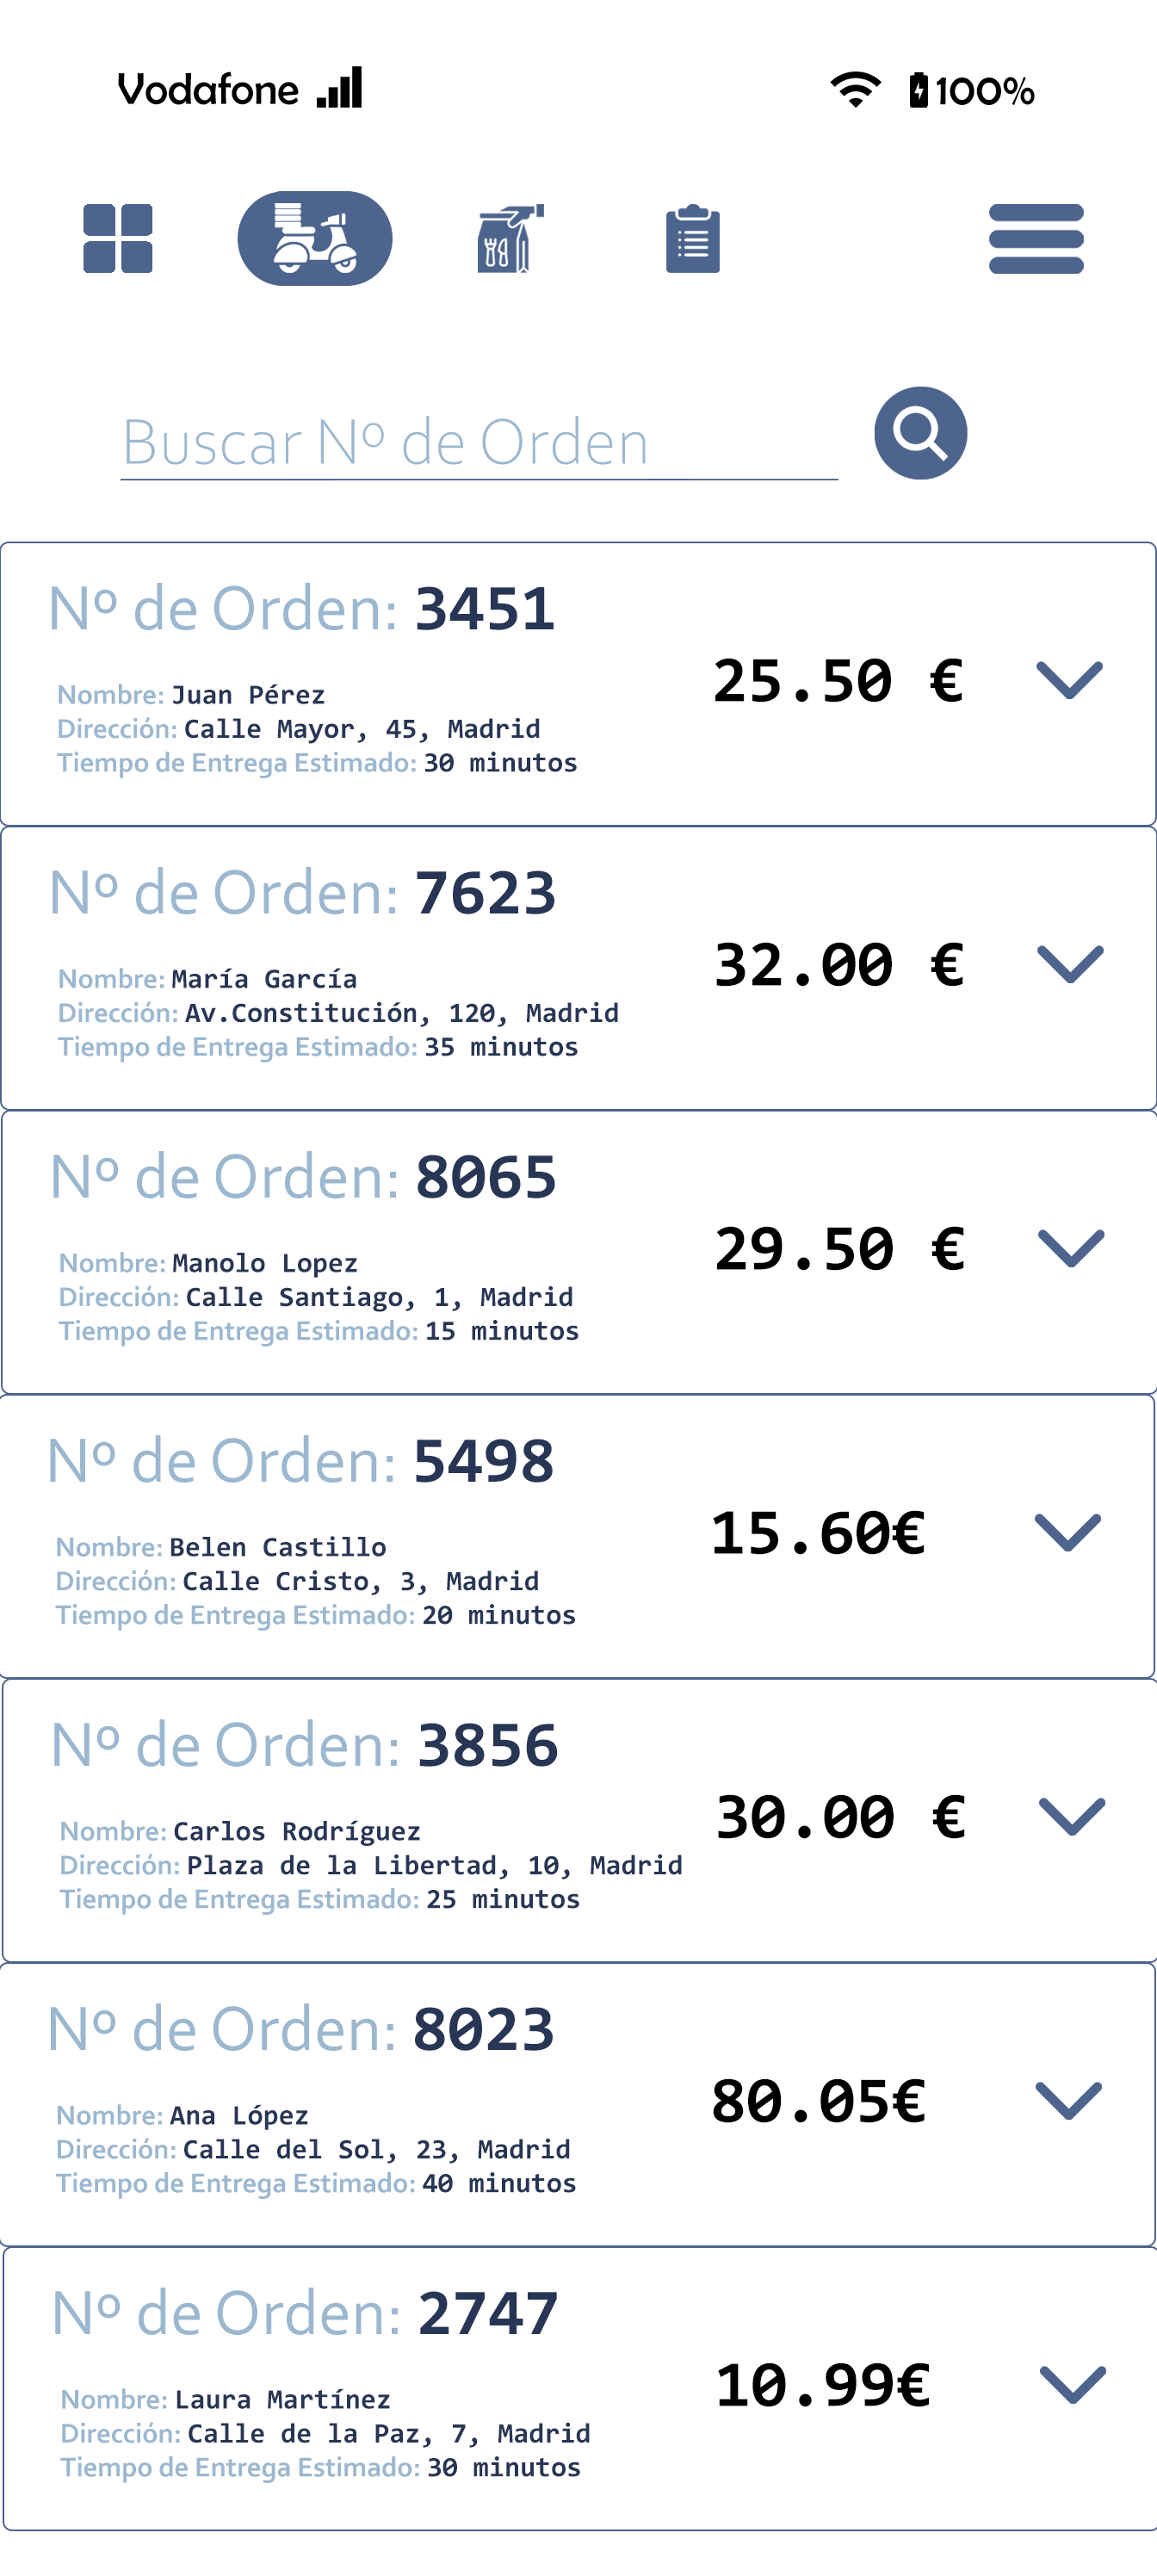 Vodafone 100%
Buscar Nº de Orden
Nº de Orden: 3451
25.50 €
Nombre: Juan Pérez
Dirección: Calle Mayor, 45, Madrid
Tiempo de Entrega Estimado: 30 minutos
Nº de Orden: 7623
32.00 €
Nombre: María García
Dirección: Av.Constitución, 120, Madrid
Tiempo de Entrega Estimado: 35 minutos
Nº de Orden: 8065
29.50 €
Nombre: Manolo Lopez
Dirección: Calle Santiago, 1, Madrid
Tiempo de Entrega Estimado: 15 minutos
Nº de Orden: 5498
15.60€
Nombre: Belen Castillo
Dirección: Calle Cristo, 3, Madrid
Tiempo de Entrega Estimado: 20 minutos
Nº de Orden: 3856
30.00 €
Nombre: Carlos Rodríguez
Dirección: Plaza de la Libertad, 10, Madrid
Tiempo de Entrega Estimado: 25 minutos
Nº de Orden: 8023
80.05€
Nombre: Ana López
Dirección: Calle del Sol, 23, Madrid
Tiempo de Entrega Estimado: 40 minutos
Nº de Orden: 2747
10.99€
Nombre: Laura Martínez
Dirección: Calle de la Paz, 7, Madrid
Tiempo de Entrega Estimado: 30 minutos